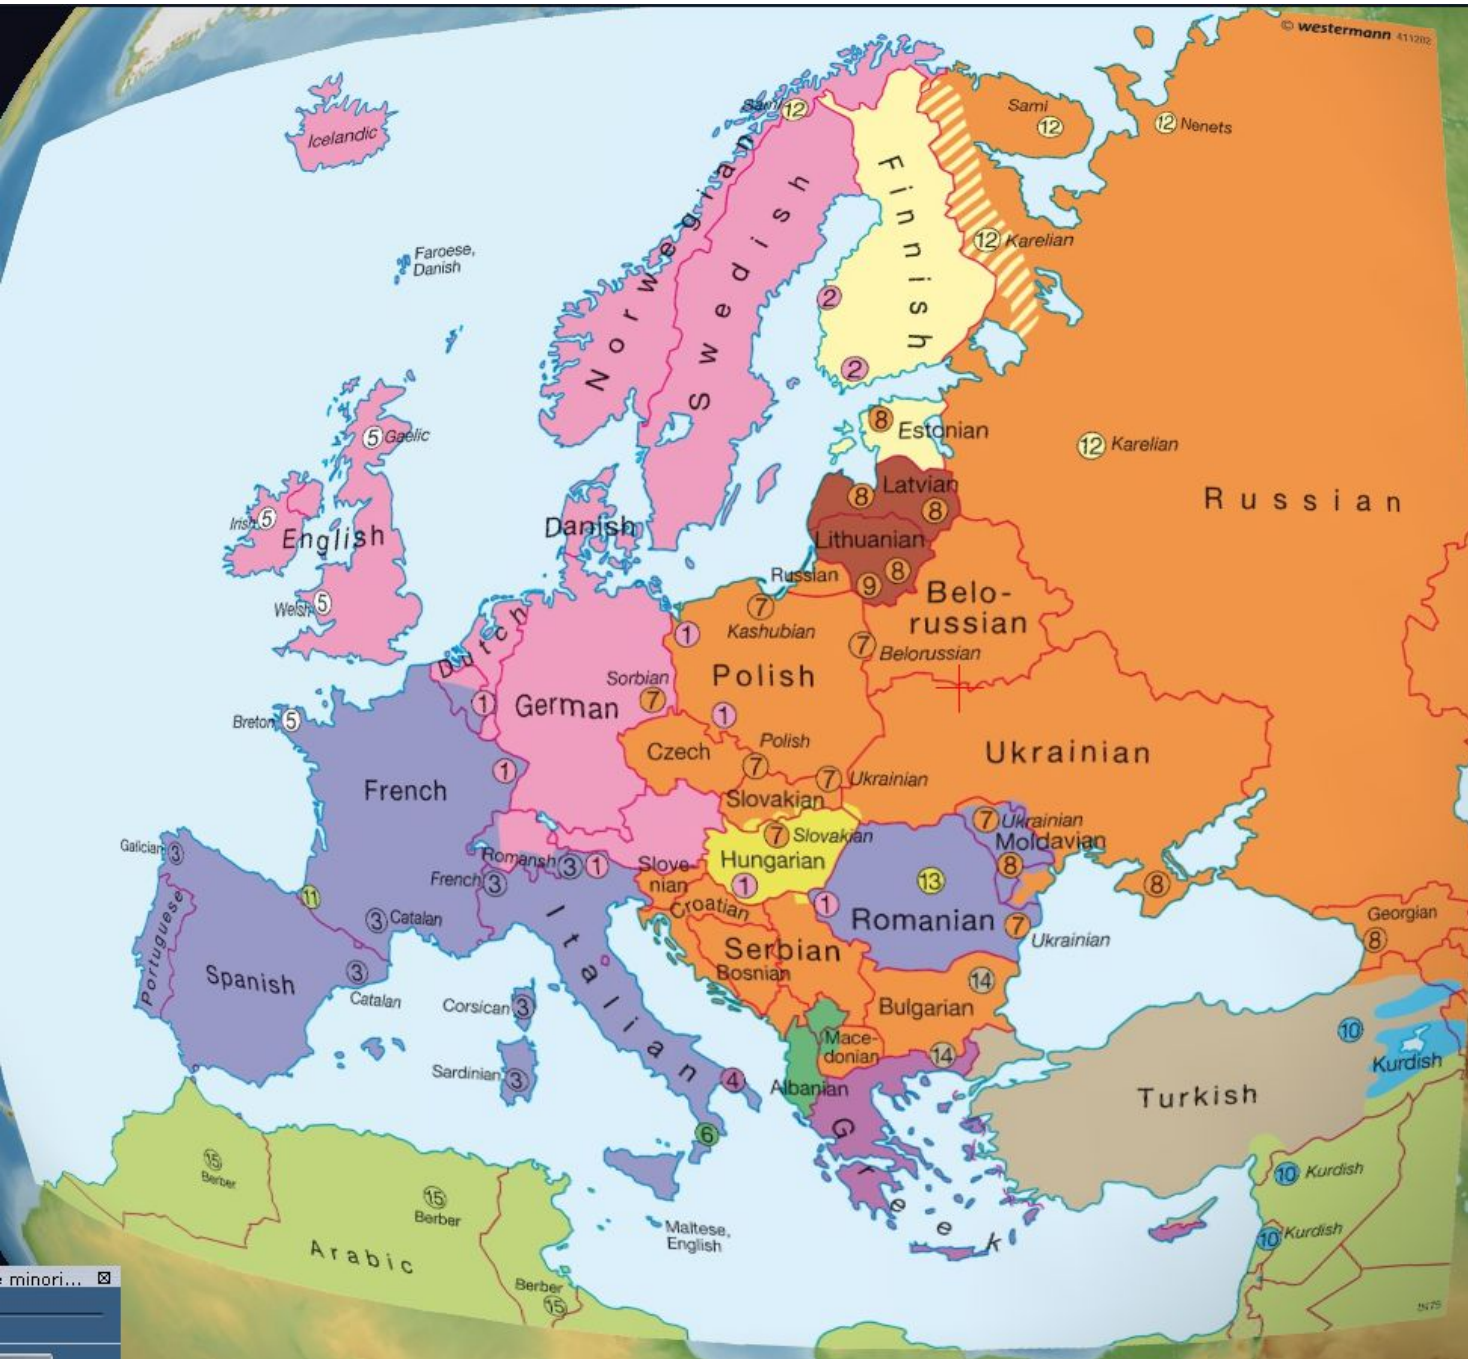 © westermann 411202
Icelandic
Sami
12
Sami
12
12 Nenets
Norwegian
Swedish
Finnish
12 Karelian
Faroese,
Danish
2
2
5 Gaelic
8
Estonian
12 Karelian
Russian
Irish 5
English
Danish
8
Latvian
8
Lithuanian
Russian
9
8
Belo-
russian
Welsh 5
Dutch
7
Kashubian
1
7
Belorussian
Polish
Sorbian
7
German
1
1
Breton 5
Czech
Polish
7
7 Ukrainian
Ukrainian
1
French
Slovakian
7 Slovakian
7 Ukrainian
Moldavian
8
Galician 3
Romansh 3 1
Hungarian
1
Slove-
nian
French 3
8
11
13
Croatian
1
Romanian
7
Ukrainian
3 Catalan
Georgian
8
Portuguese
Spanish
3
Catalan
Italian
Serbian
Bosnian
14
Bulgarian
Corsican 3
Mace-
donian
14
10
Kurdish
Sardinian 3
4
Albanian
Turkish
6
Greek
15
Berber
15
Berber
10 Kurdish
Maltese,
English
10 Kurdish
Arabic
Berber
15
e minori...